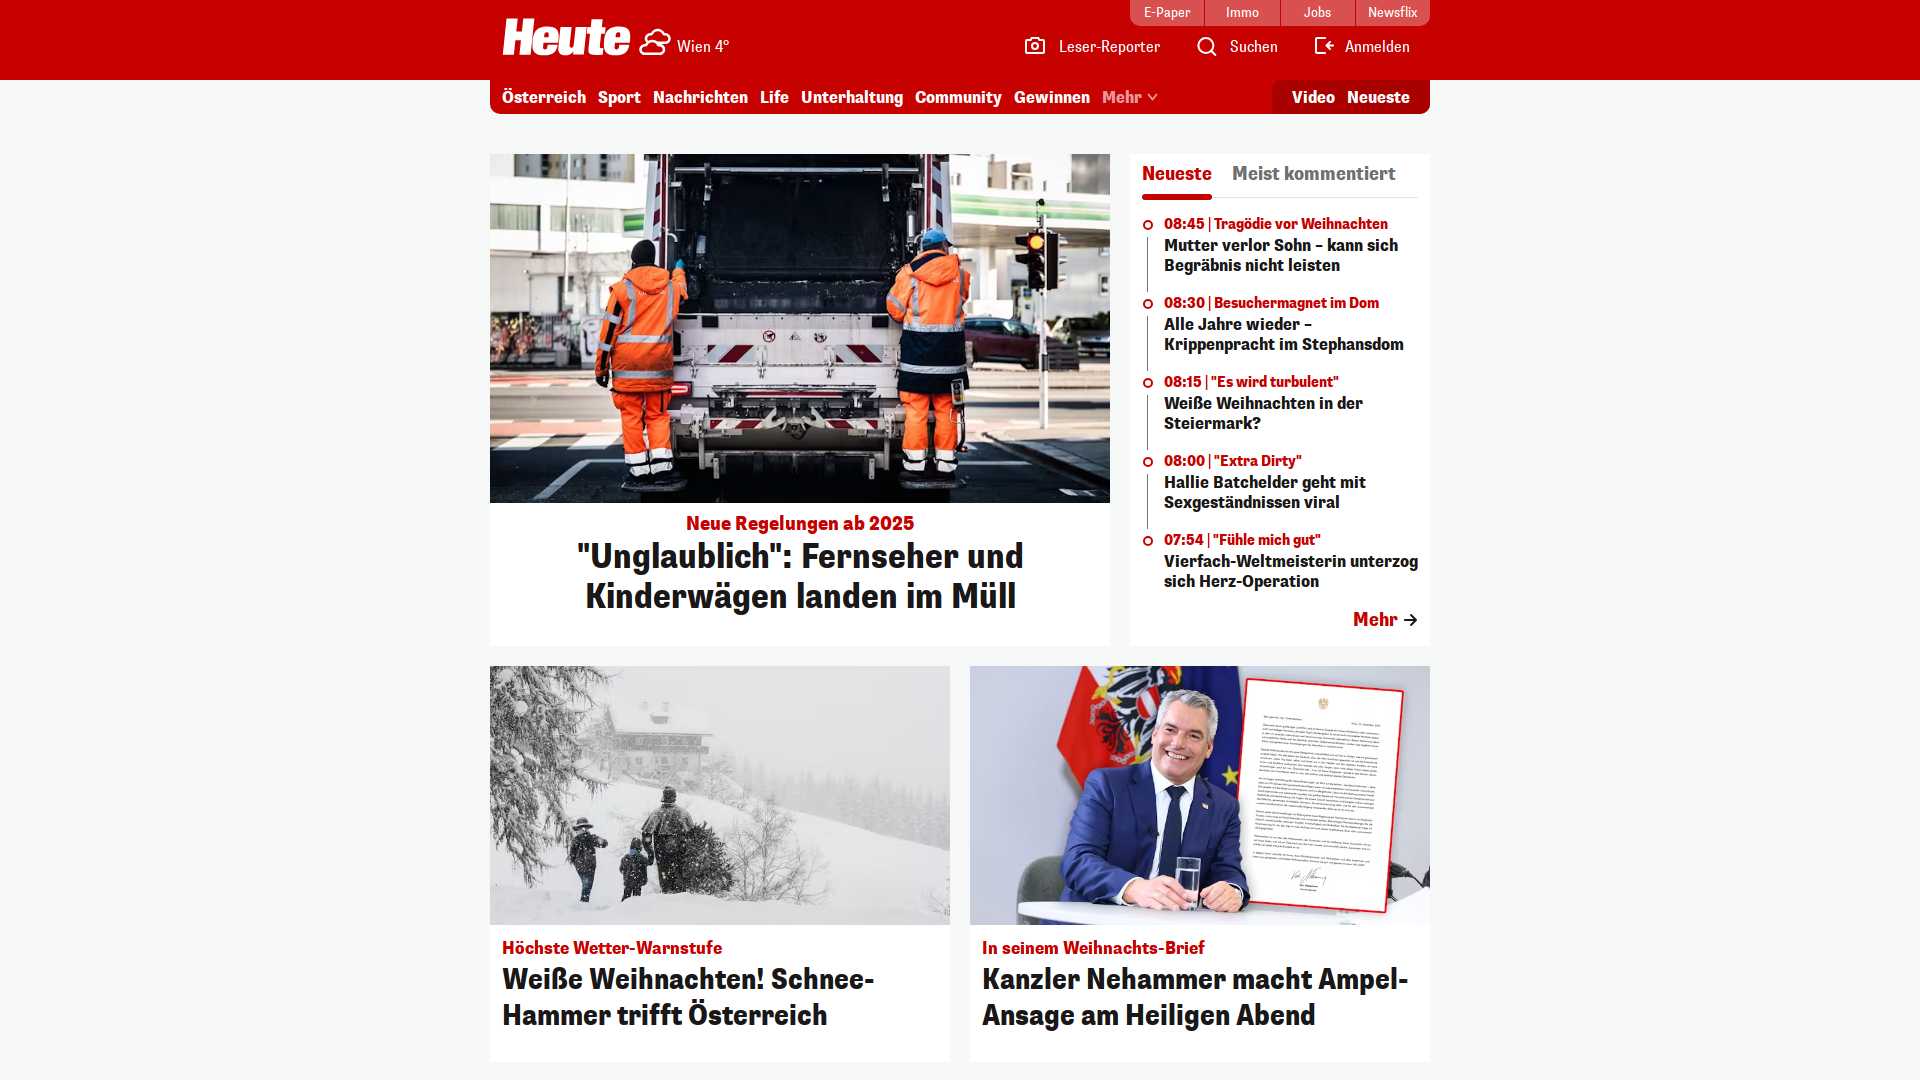 E-Paper
Immo
Jobs
Newsflix
Heute
Wien 4°
Leser-Reporter
Suchen
Anmelden
Österreich
Sport
Nachrichten
Life
Unterhaltung
Community
Gewinnen
Mehr
Video
Neueste
Neue Regelungen ab 2025
"Unglaublich": Fernseher und
Kinderwägen landen im Müll
Neueste
Meist kommentiert
08:45 | Tragödie vor Weihnachten
Mutter verlor Sohn – kann sich
Begräbnis nicht leisten
08:30 | Besuchermagnet im Dom
Alle Jahre wieder –
Krippenpracht im Stephansdom
08:15 | "Es wird turbulent"
Weiße Weihnachten in der
Steiermark?
08:00 | "Extra Dirty"
Hallie Batchelder geht mit
Sexgeständnissen viral
07:54 | "Fühle mich gut"
Vierfach-Weltmeisterin unterzog
sich Herz-Operation
Mehr
Höchste Wetter-Warnstufe
Weiße Weihnachten! Schnee-
Hammer trifft Österreich
In seinem Weihnachts-Brief
Kanzler Nehammer macht Ampel-
Ansage am Heiligen Abend